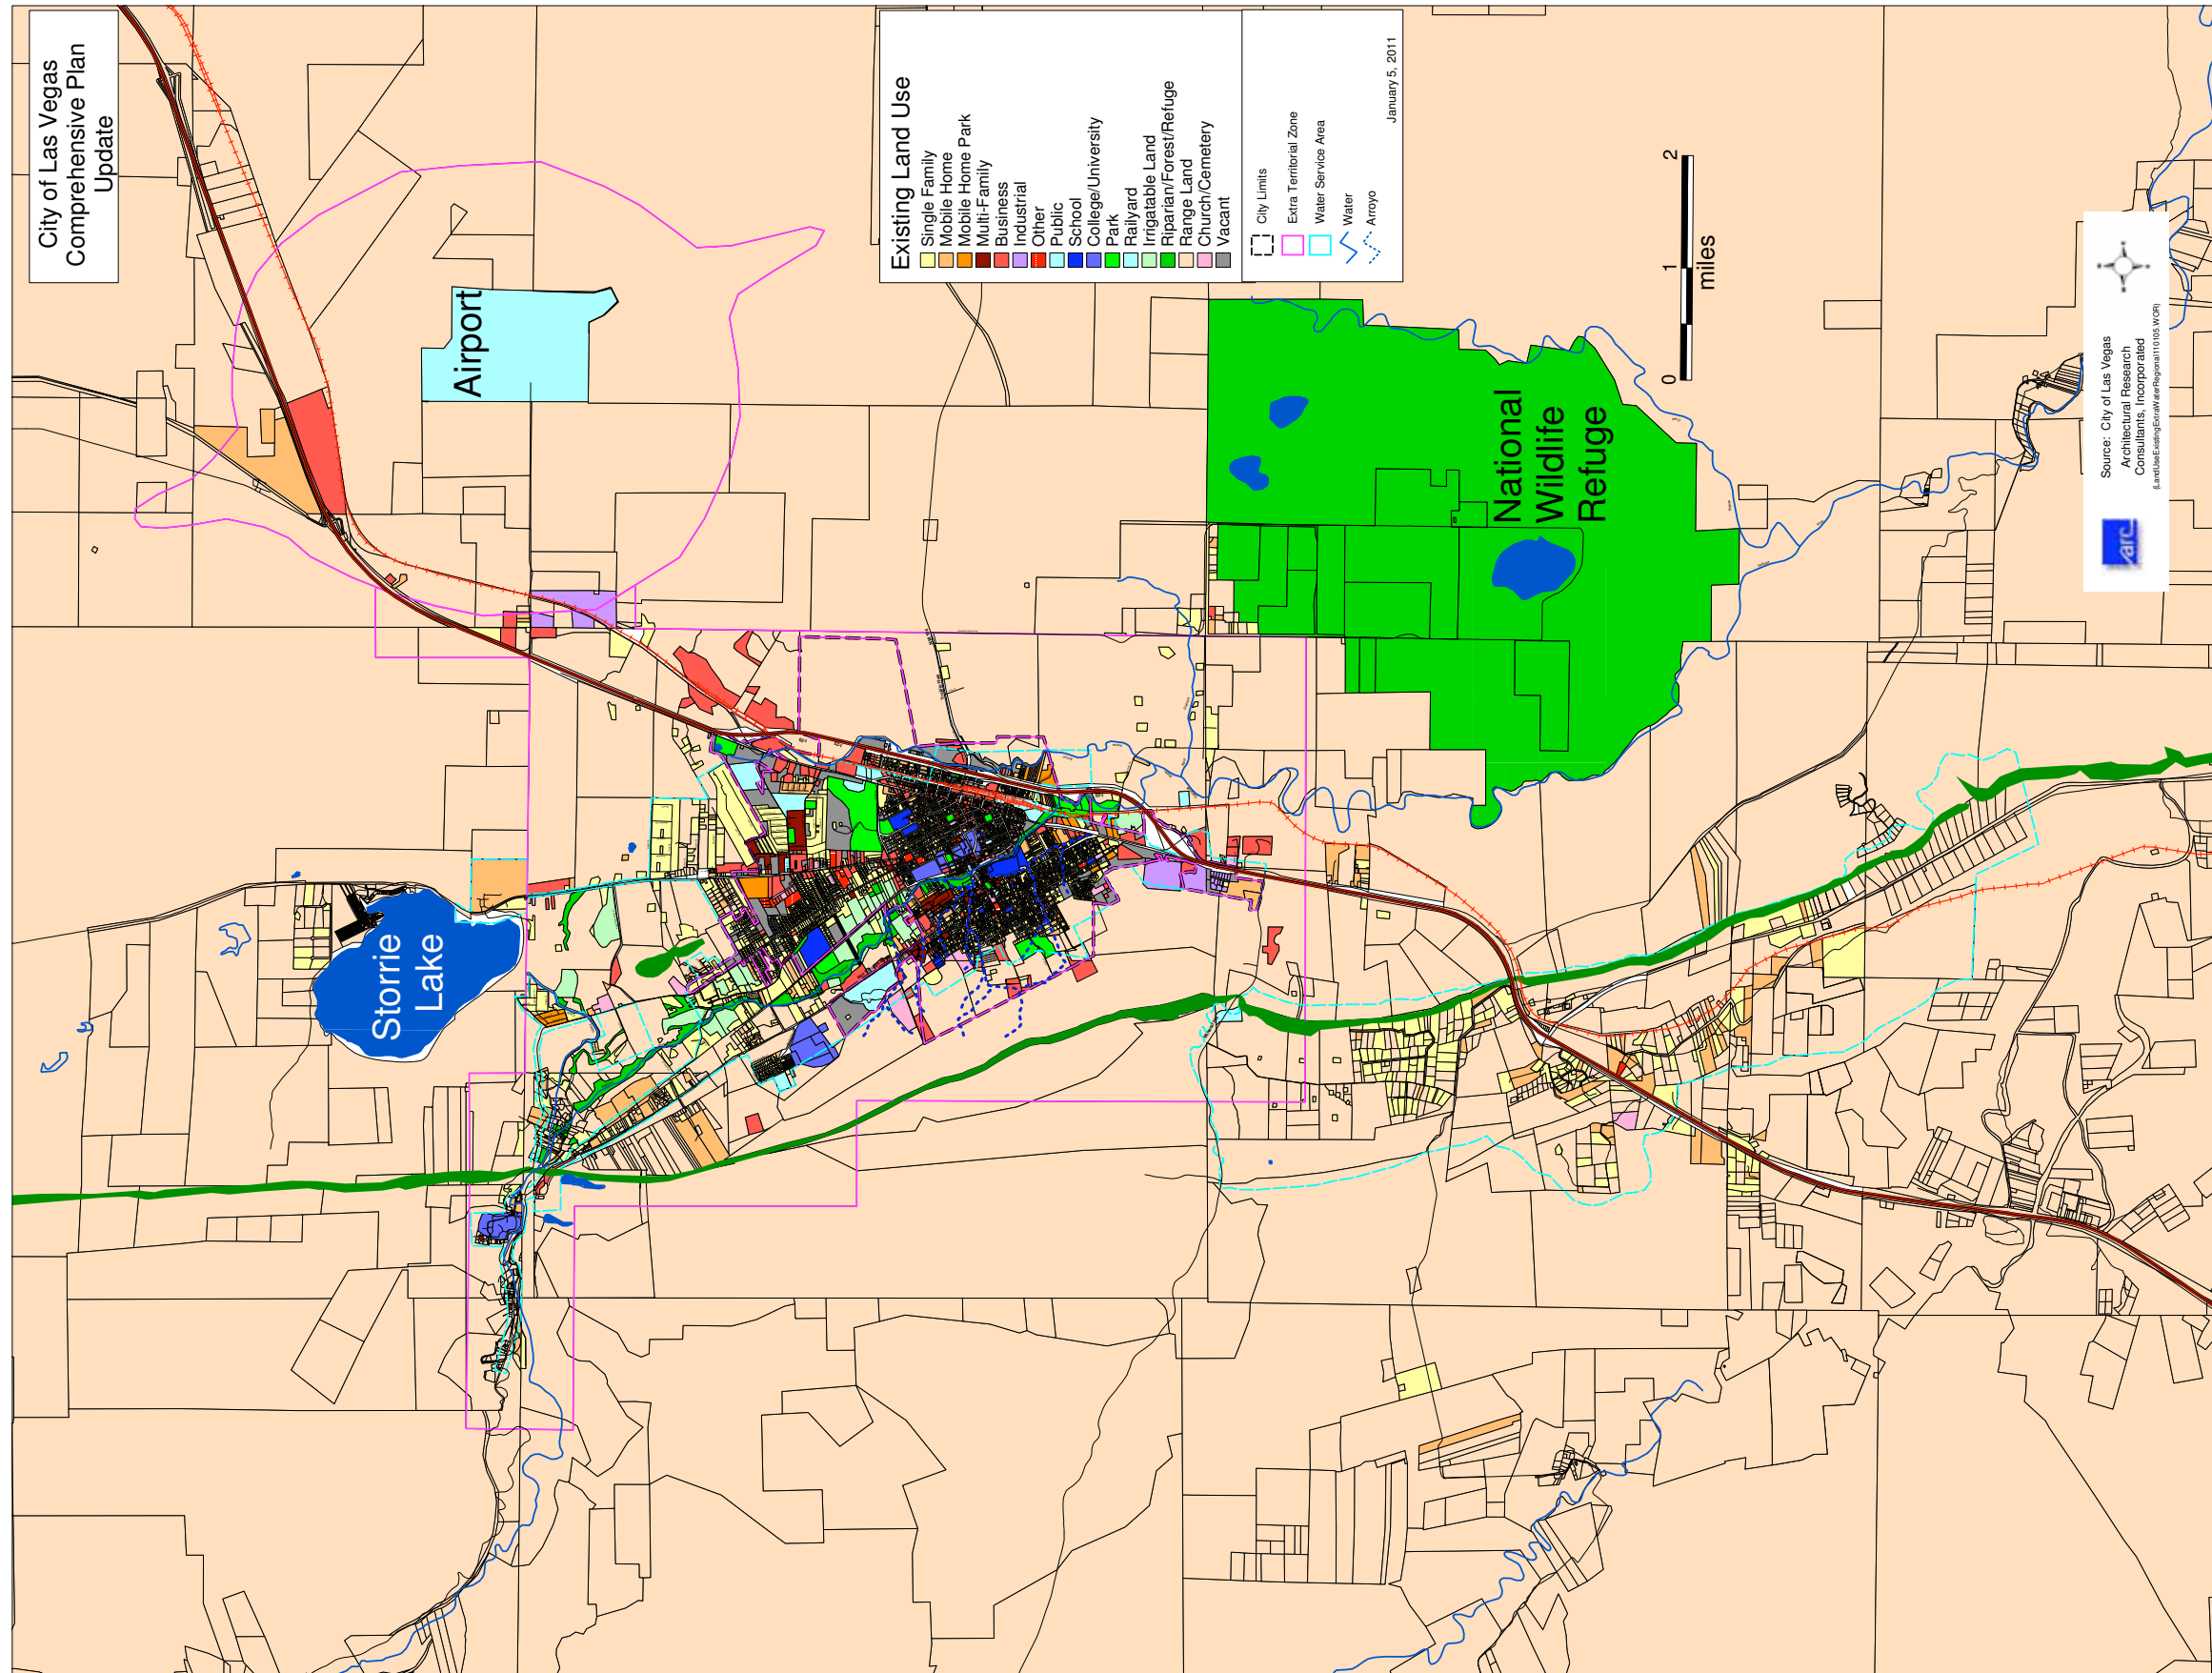 City of Las Vegas
Comprehensive Plan
Update
Airport
Storrie
Lake
National
Wildlife
Refuge
Existing Land Use
Single Family
Mobile Home
Mobile Home Park
Multi-Family
Business
Industrial
Other
Public
School
College/University
Park
Railyard
Irrigatable Land
Riparian/Forest/Refuge
Range Land
Church/Cemetery
Vacant
City Limits
Extra Territorial Zone
Water Service Area
Water
Arroyo
January 5, 2011
0 1 2
miles
Source: City of Las Vegas
Architectural Research
Consultants, Incorporated
(LandUseExistingExtraWaterRegional110105.WOR)
arc